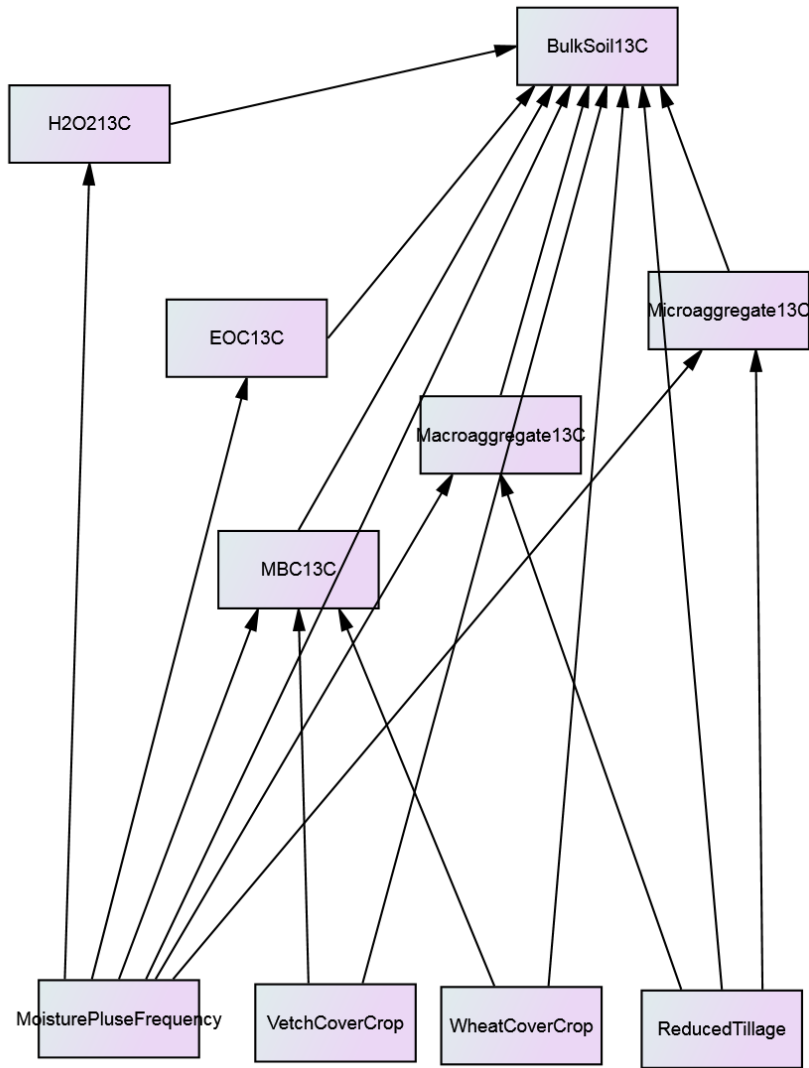 BulkSoil13C
H2O213C
Microaggregate13C
EOC13C
Macroaggregate13C
MBC13C
MoisturePluseFrequency
VetchCoverCrop
WheatCoverCrop
ReducedTillage